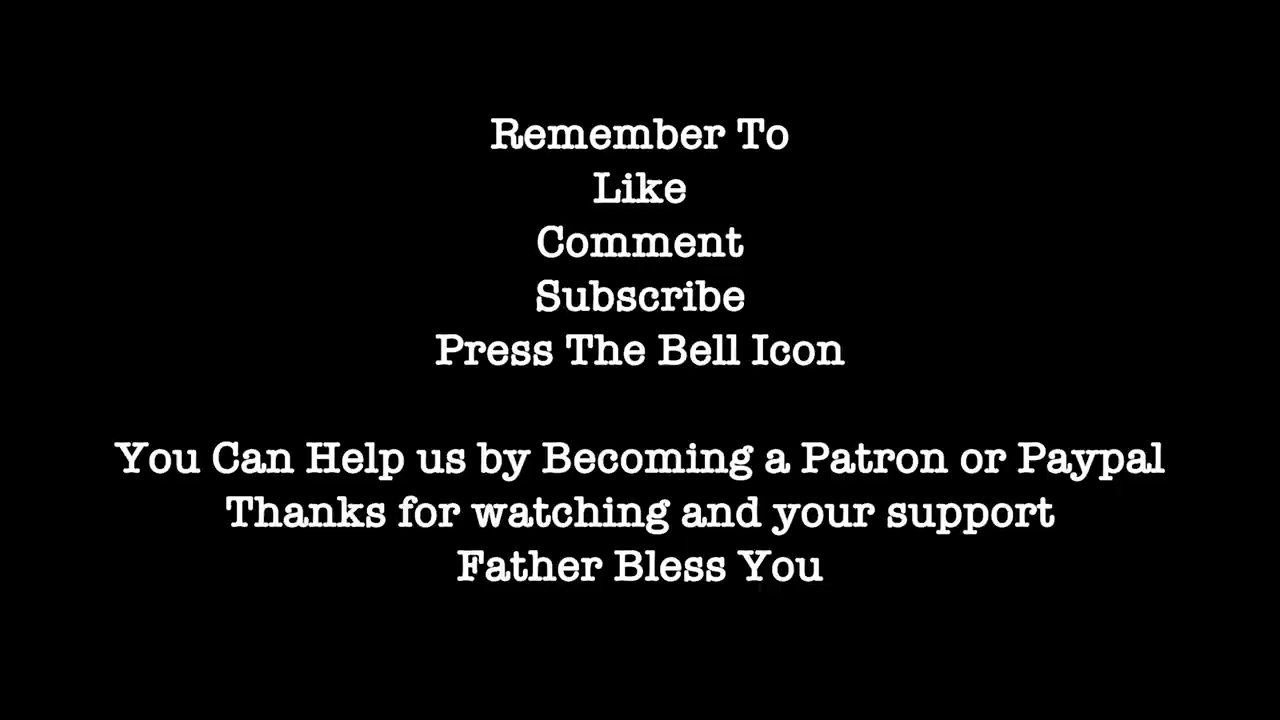 Remember To
Like
Comment
Subscribe
Press The Bell Icon
You Can Help us by Becoming a Patron or Paypal
Thanks for watching and your support
Father Bless You